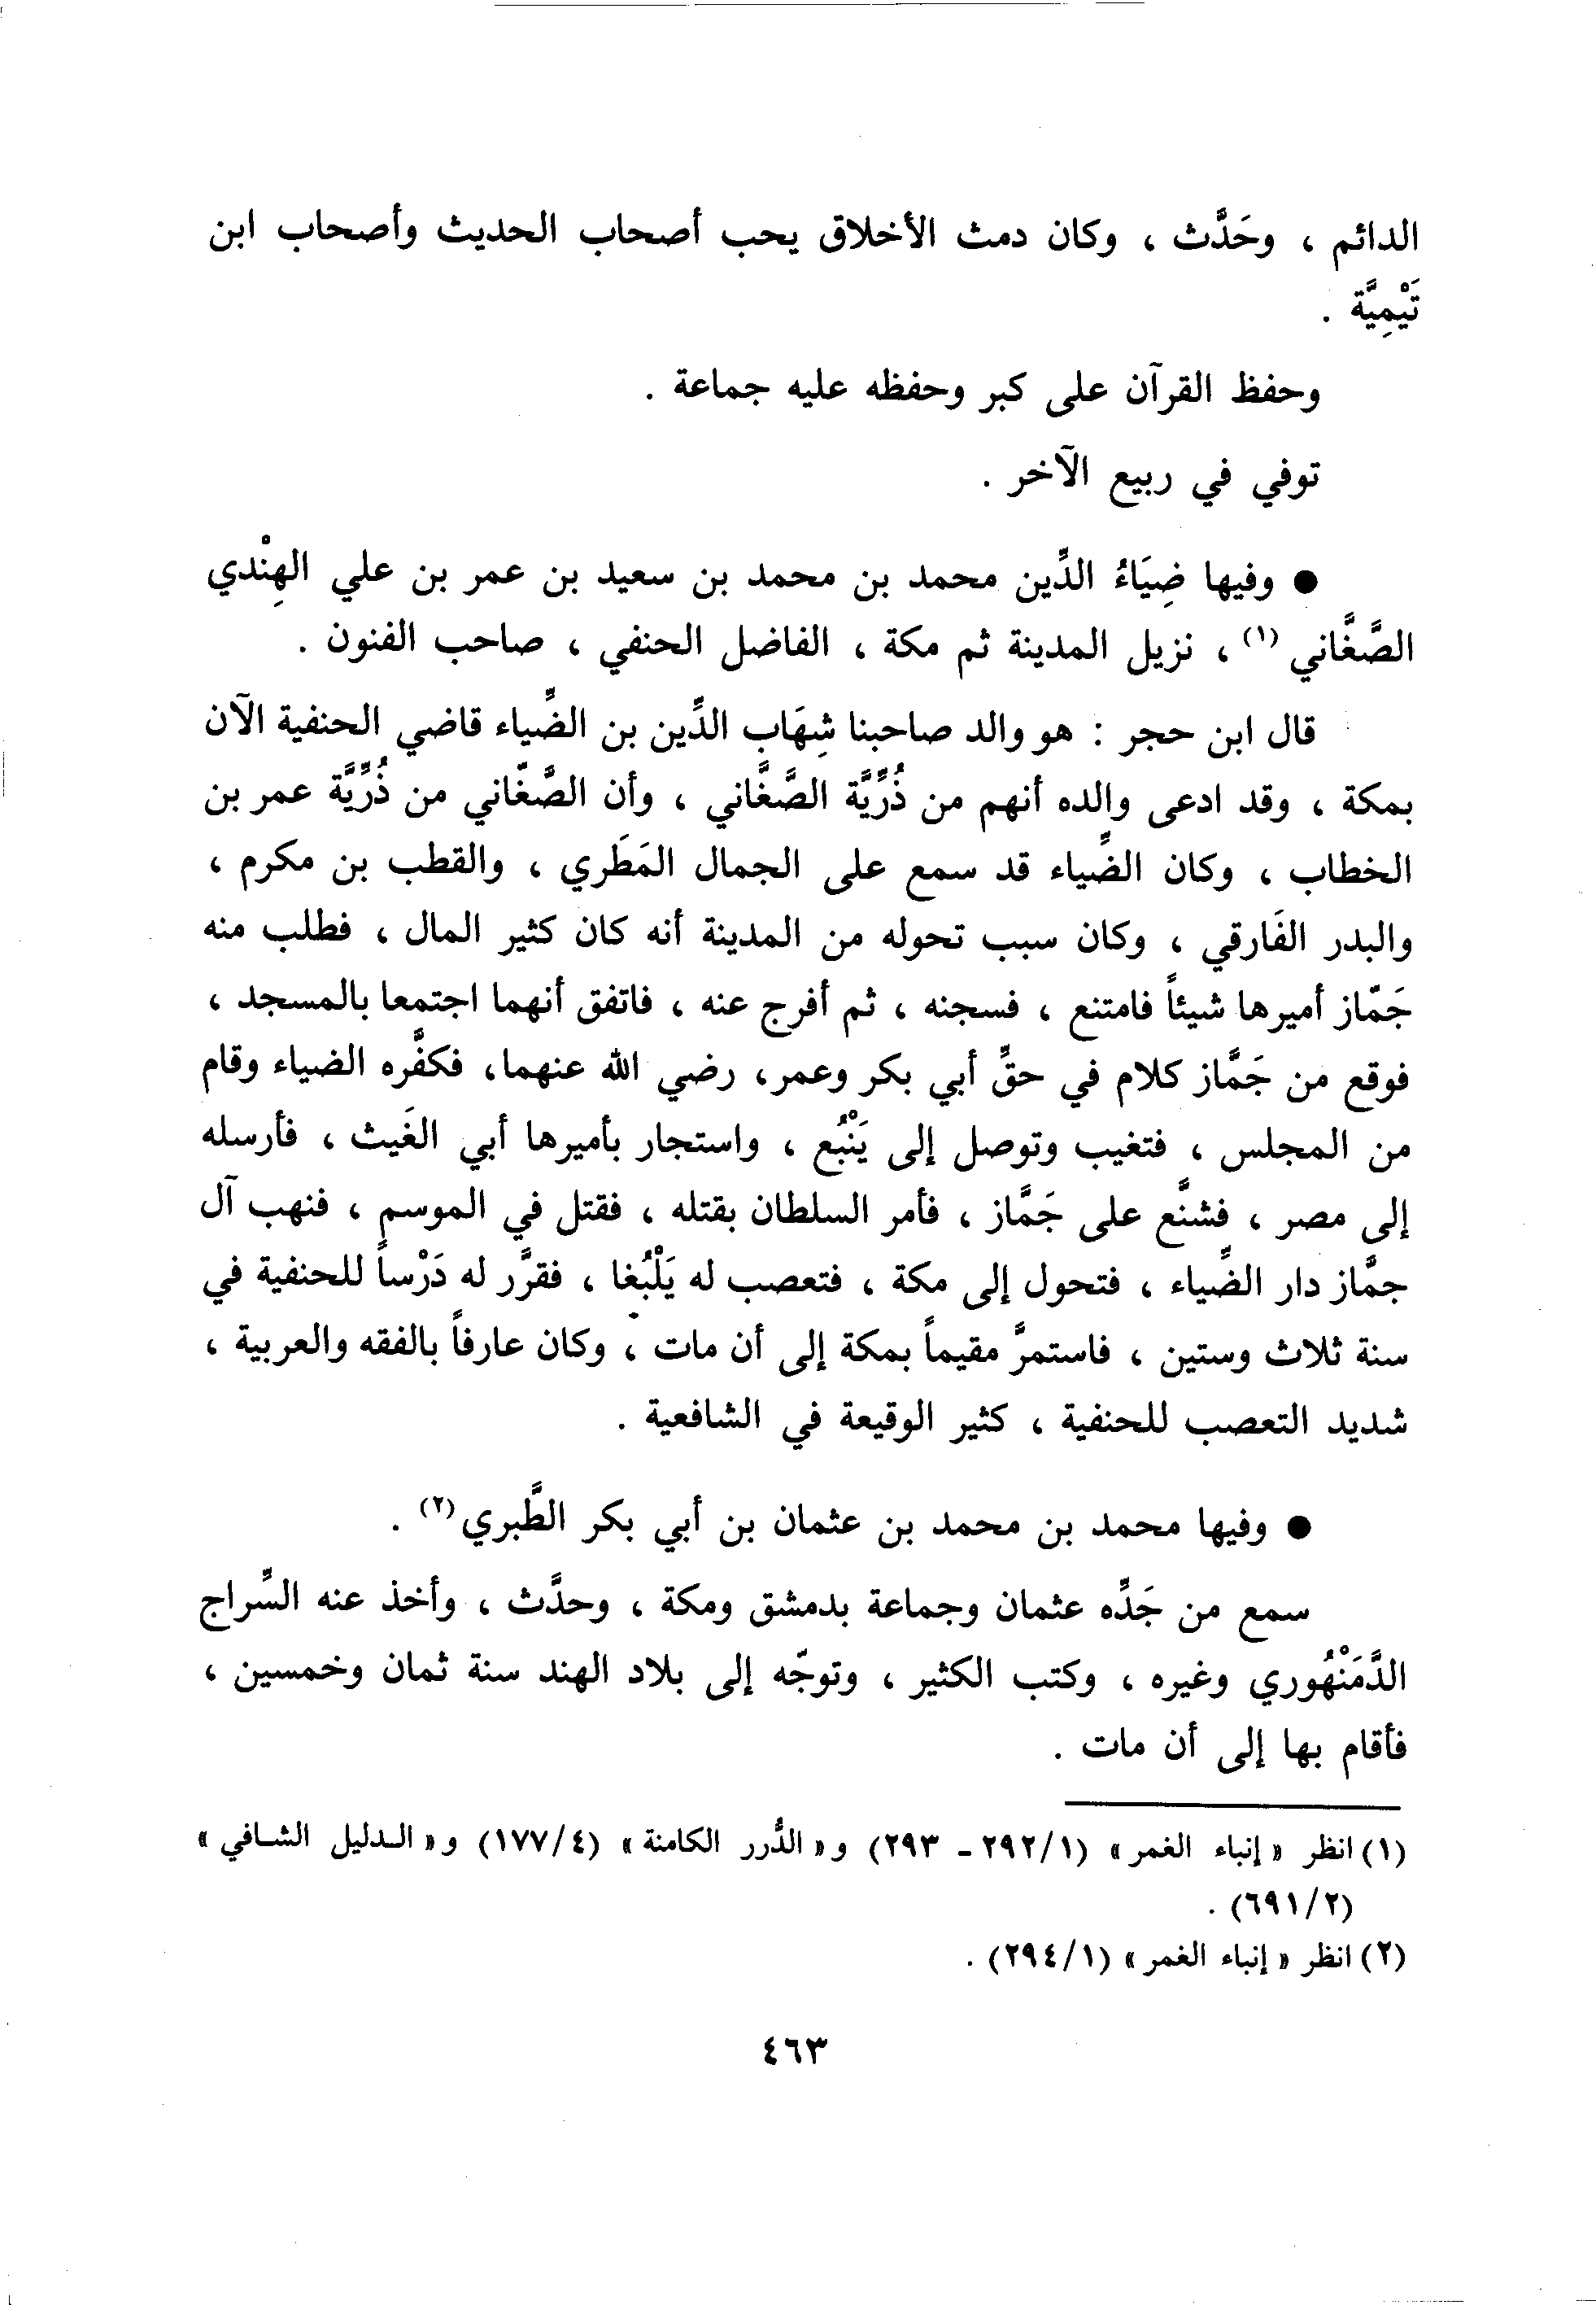 الدائم ، وحَدَّث ، وكان دمث الأخلاق يحب أصحاب الحديث وأصحاب ابن
تَيْمِيَّة .
وحفظ القرآن على كبر وحفظه عليه جماعة .
توفي في ربيع الآخر .
● وفيها ضِيَاءُ الدِّين محمد بن محمد بن سعيد بن عمر بن علي الهِنْدي
الصَّغَّاني (١) ، نزيل المدينة ثم مكة ، الفاضل الحنفي ، صاحب الفنون .
قال ابن حجر : هو والد صاحبنا شِهَاب الدِّين بن الضِّياء قاضي الحنفية الآن
بمكة ، وقد ادعى والده أنهم من ذُرِّيَّة الصَّغَّاني ، وأن الصَّغّاني من ذُرِّيَّة عمر بن
الخطاب ، وكان الضِّياء قد سمع على الجمال المَطَري ، والقطب بن مكرم ،
والبدر الفَارقي ، وكان سبب تحوله من المدينة أنه كان كثير المال ، فطلب منه
جَمّاز أميرها شيئاً فامتنع ، فسجنه ، ثم أفرج عنه ، فاتفق أنهما اجتمعا بالمسجد ،
فوقع من جَمَّاز كلام في حقِّ أبي بكر وعمر، رضي الله عنهما، فكفَّره الضياء وقام
من المجلس ، فتغيب وتوصل إلى يَنْبُع ، واستجار بأميرها أبي الغَيث ، فأرسله
إلى مصر ، فشنَّع على جَمَّاز ، فأمر السلطان بقتله ، فقتل في الموسم ، فنهب آل
جمَّاز دار الضِّياء ، فتحول إلى مكة ، فتعصب له يَلْبُغا ، فقرَّر له دَرْساً للحنفية في
سنة ثلاث وستين ، فاستمرَّ مقيماً بمكة إلى أن مات ، وكان عارفاً بالفقه والعربية ،
شديد التعصب للحنفية ، كثير الوقيعة في الشافعية .
● وفيها محمد بن محمد بن عثمان بن أبي بكر الطَّبري (٢) .
سمع من جَدِّه عثمان وجماعة بدمشق ومكة ، وحدَّث ، وأخذ عنه السِّراج
الدَّمَنْهُوري وغيره ، وكتب الكثير ، وتوجّه إلى بلاد الهند سنة ثمان وخمسين ،
فأقام بها إلى أن مات .
(١) انظر « إنباء الغمر » (٢٩٢/١ - ٢٩٣) و « الدُّرر الكامنة » (١٧٧/٤) و « الدليل الشافي »
(٦٩١/٢) .
(٢) انظر « إنباء الغمر » (٢٩٤/١) .
٤٦٣